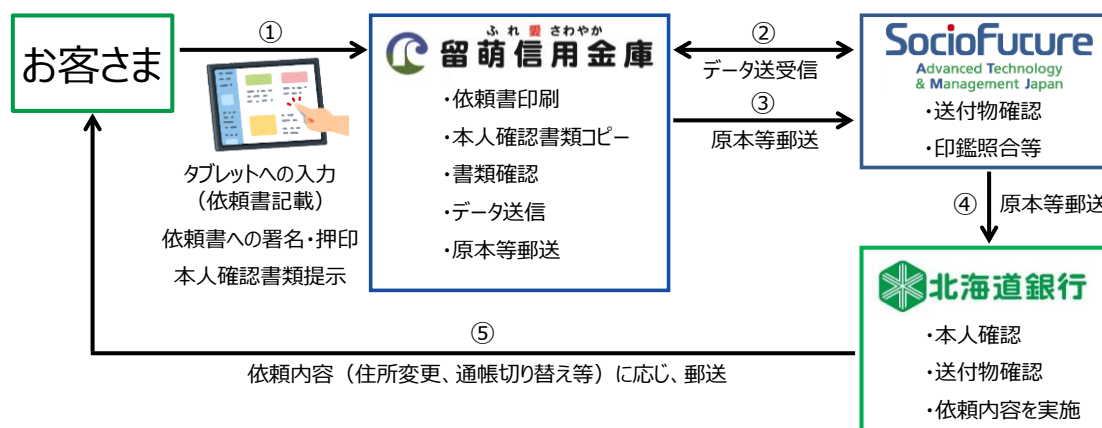 お客さま
①
タブレットへの入力
（依頼書記載）
依頼書への署名・押印
本人確認書類提示
ふれ愛さわやか
留萌信用金庫
・依頼書印刷
・本人確認書類コピー
・書類確認
・データ送信
・原本等郵送
②
データ送受信
③
原本等郵送
SocioFuture
Advanced Technology
& Management Japan
・送付物確認
・印鑑照合等
④ 原本等郵送
北海道銀行
・本人確認
・送付物確認
・依頼内容を実施
⑤
依頼内容（住所変更、通帳切り替え等）に応じ、郵送